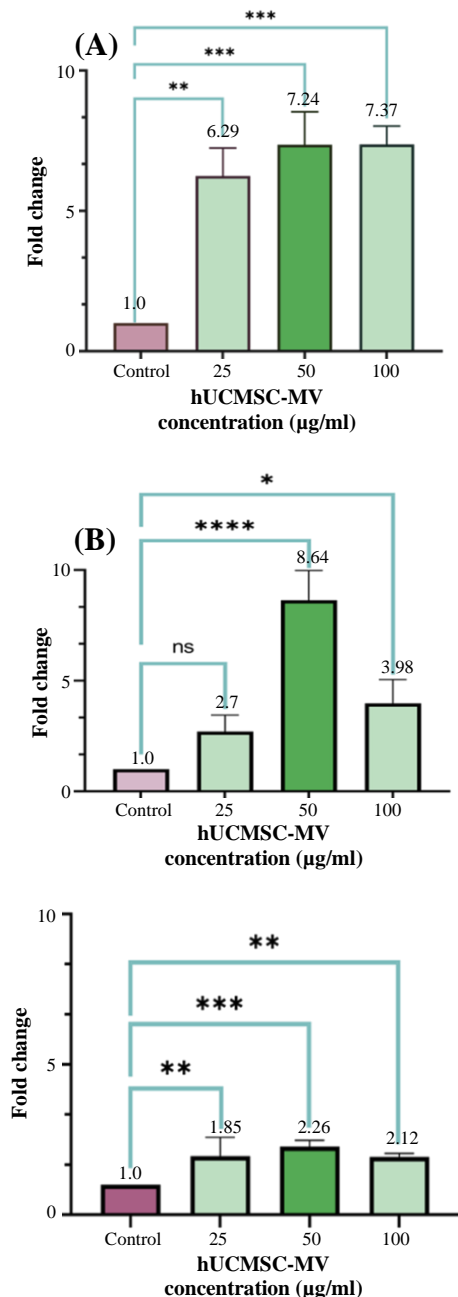 (A)
***
***
**
10
7.24
7.37
6.29
5
Fold change
1.0
0
Control
25
50
100
hUCMSC-MV
concentration (µg/ml)
*
(B)
****
10
8.64
ns
5
3.98
2.7
Fold change
1.0
0
Control
25
50
100
hUCMSC-MV
concentration (µg/ml)
10
**
***
5
**
Fold change
1.85
2.26
2.12
1.0
0
Control
25
50
100
hUCMSC-MV
concentration (µg/ml)